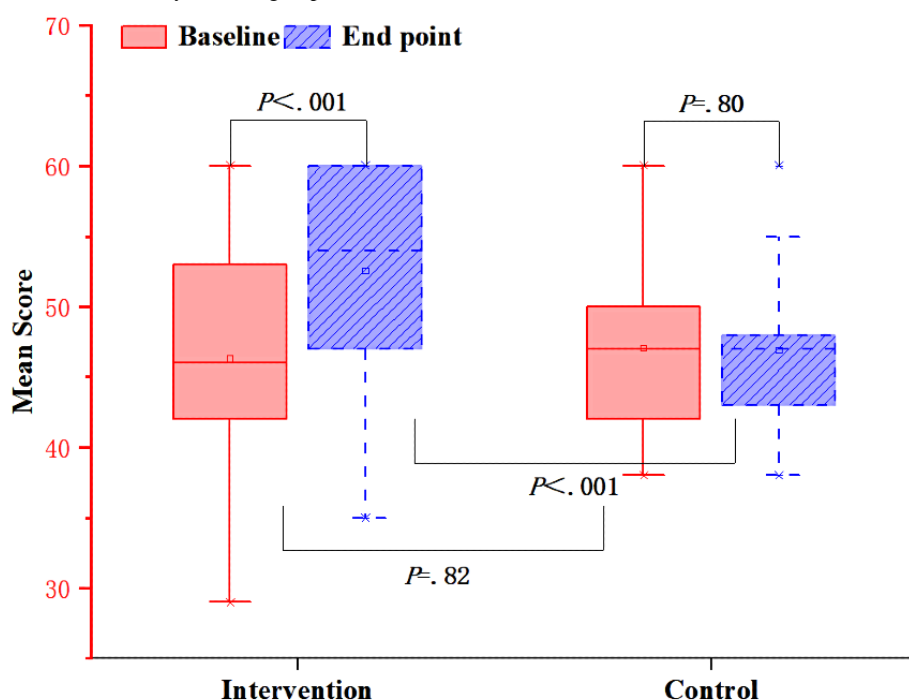 70
Baseline
End point
P<.001
P=.80
60
50
Mean Score
40
P<.001
P=.82
30
Intervention
Control